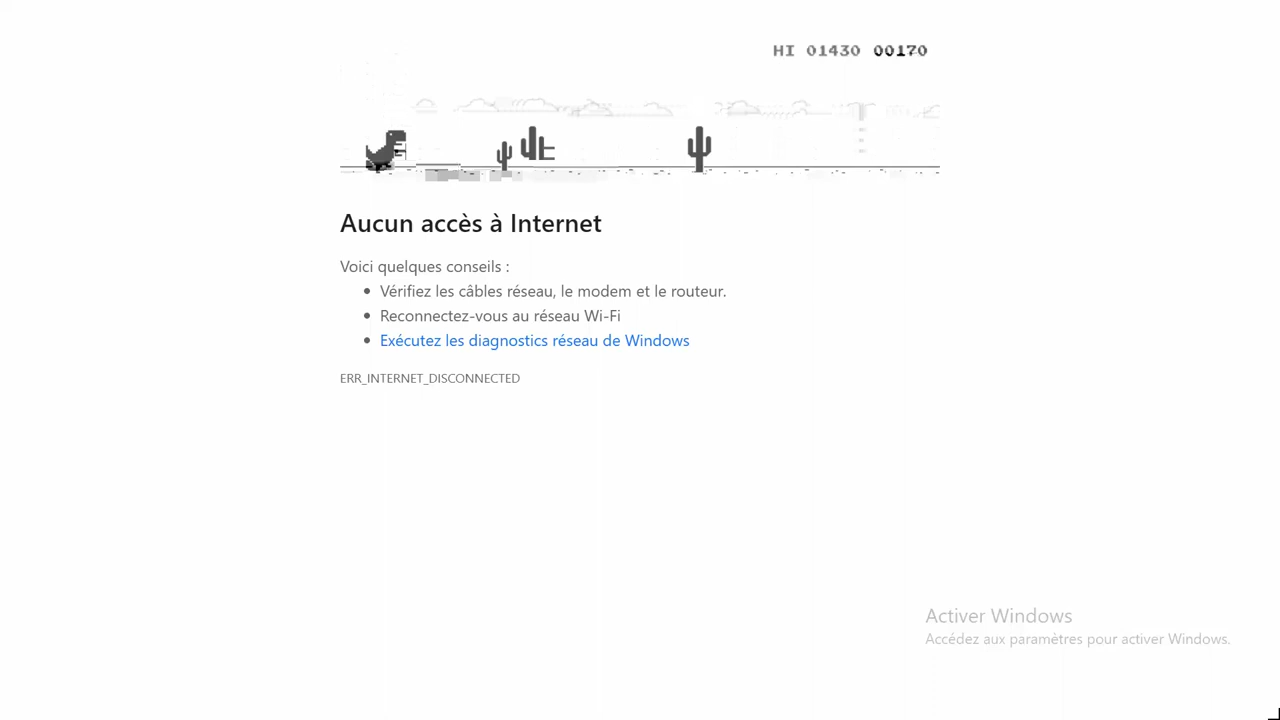 HI 01430 00170
Aucun accès à Internet
Voici quelques conseils :
Vérifiez les câbles réseau, le modem et le routeur.
Reconnectez-vous au réseau Wi-Fi
Exécutez les diagnostics réseau de Windows
ERR_INTERNET_DISCONNECTED
Activer Windows
Accédez aux paramètres pour activer Windows.